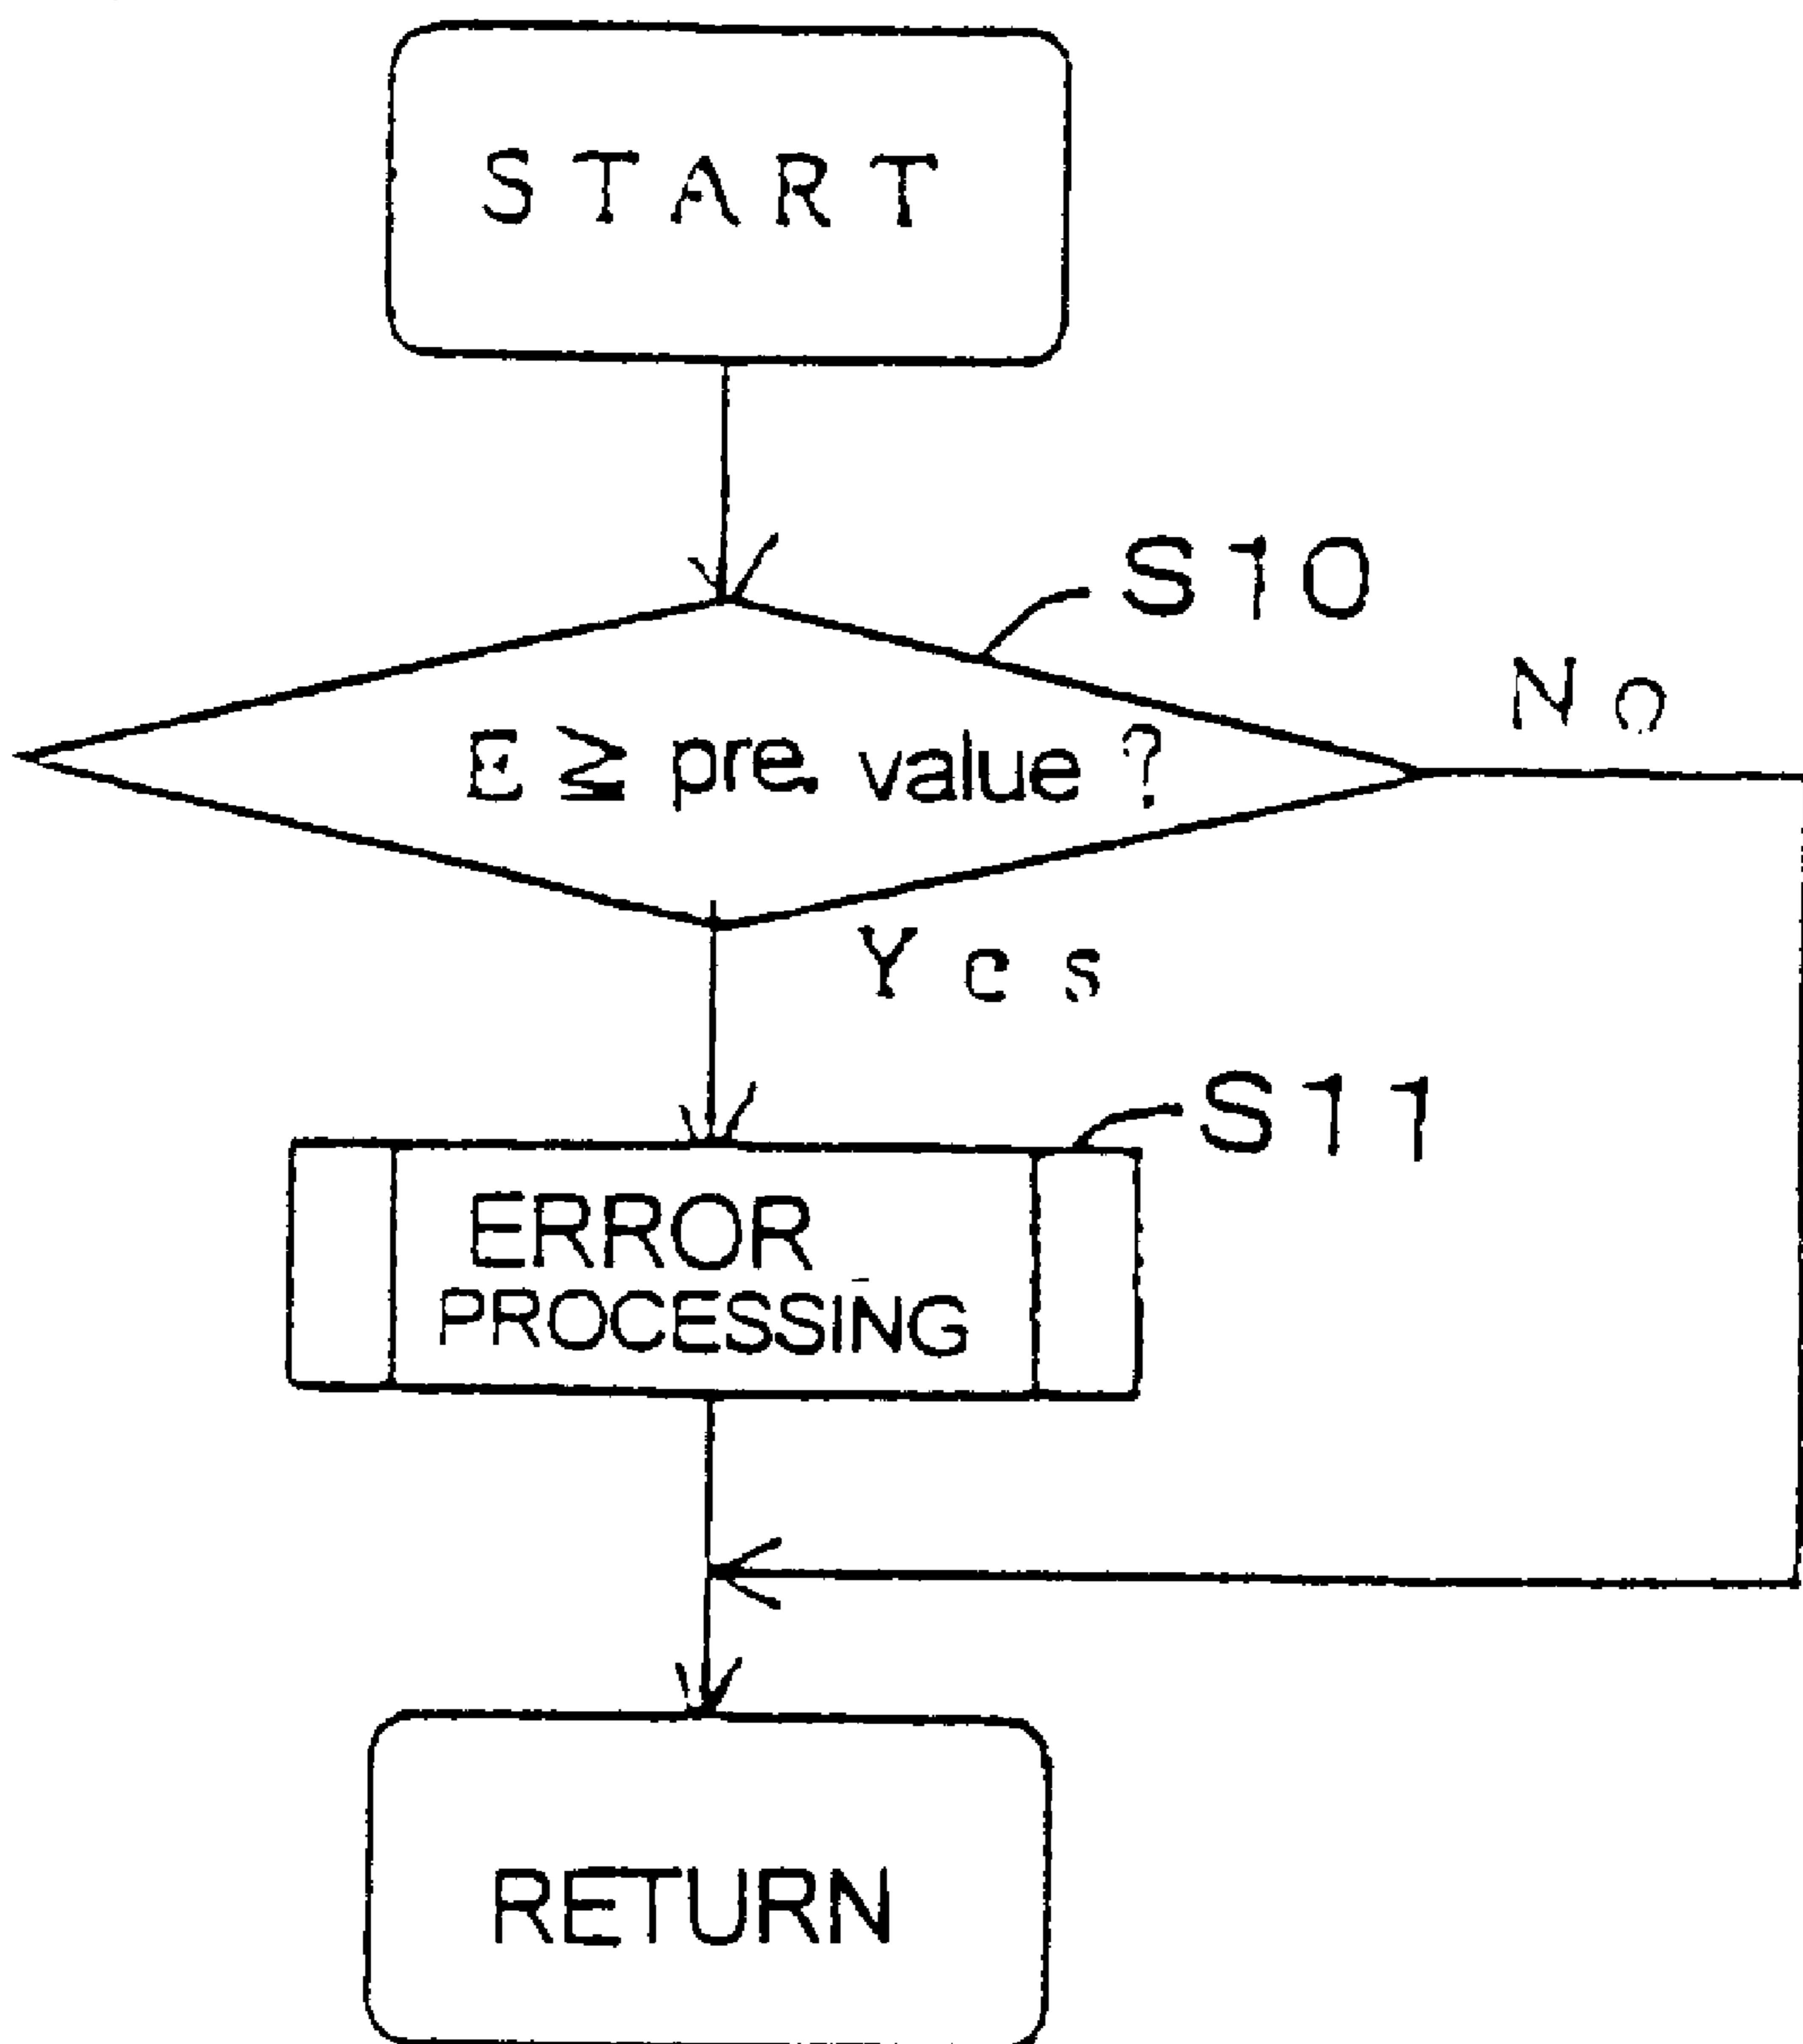 START
S10
E ≧ pre. value ?
No
Yes
S11
ERROR
PROCESSING
RETURN